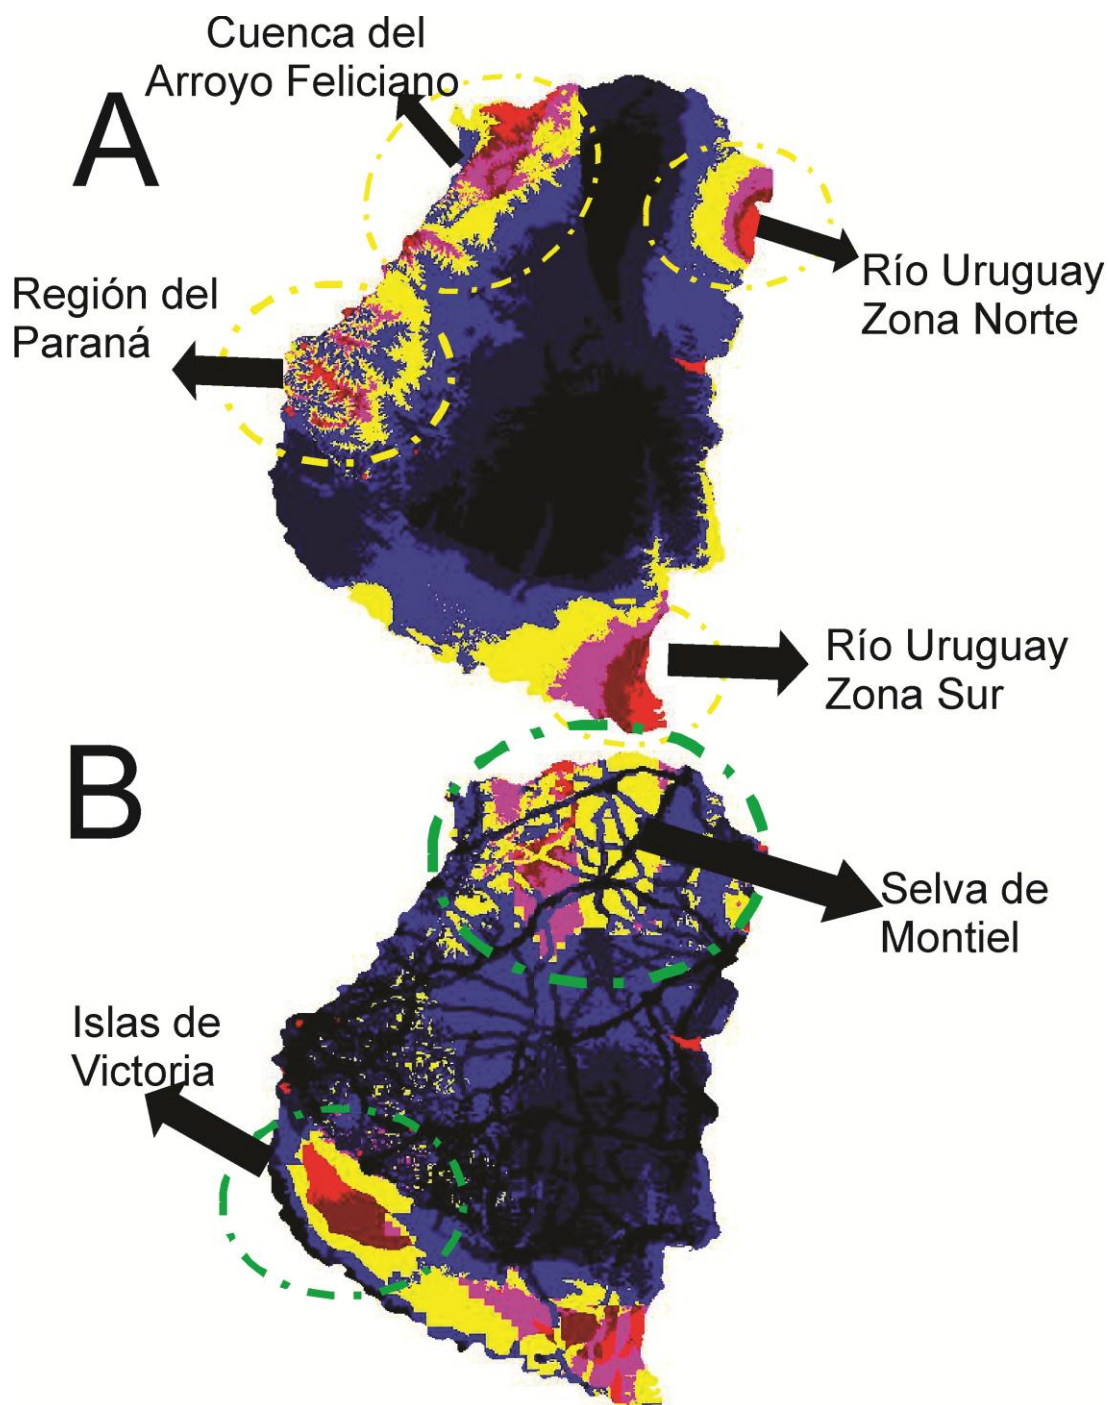 Cuenca del
Arroyo Feliciano
A
Río Uruguay
Zona Norte
Región del
Paraná
Río Uruguay
Zona Sur
B
Selva de
Montiel
Islas de
Victoria